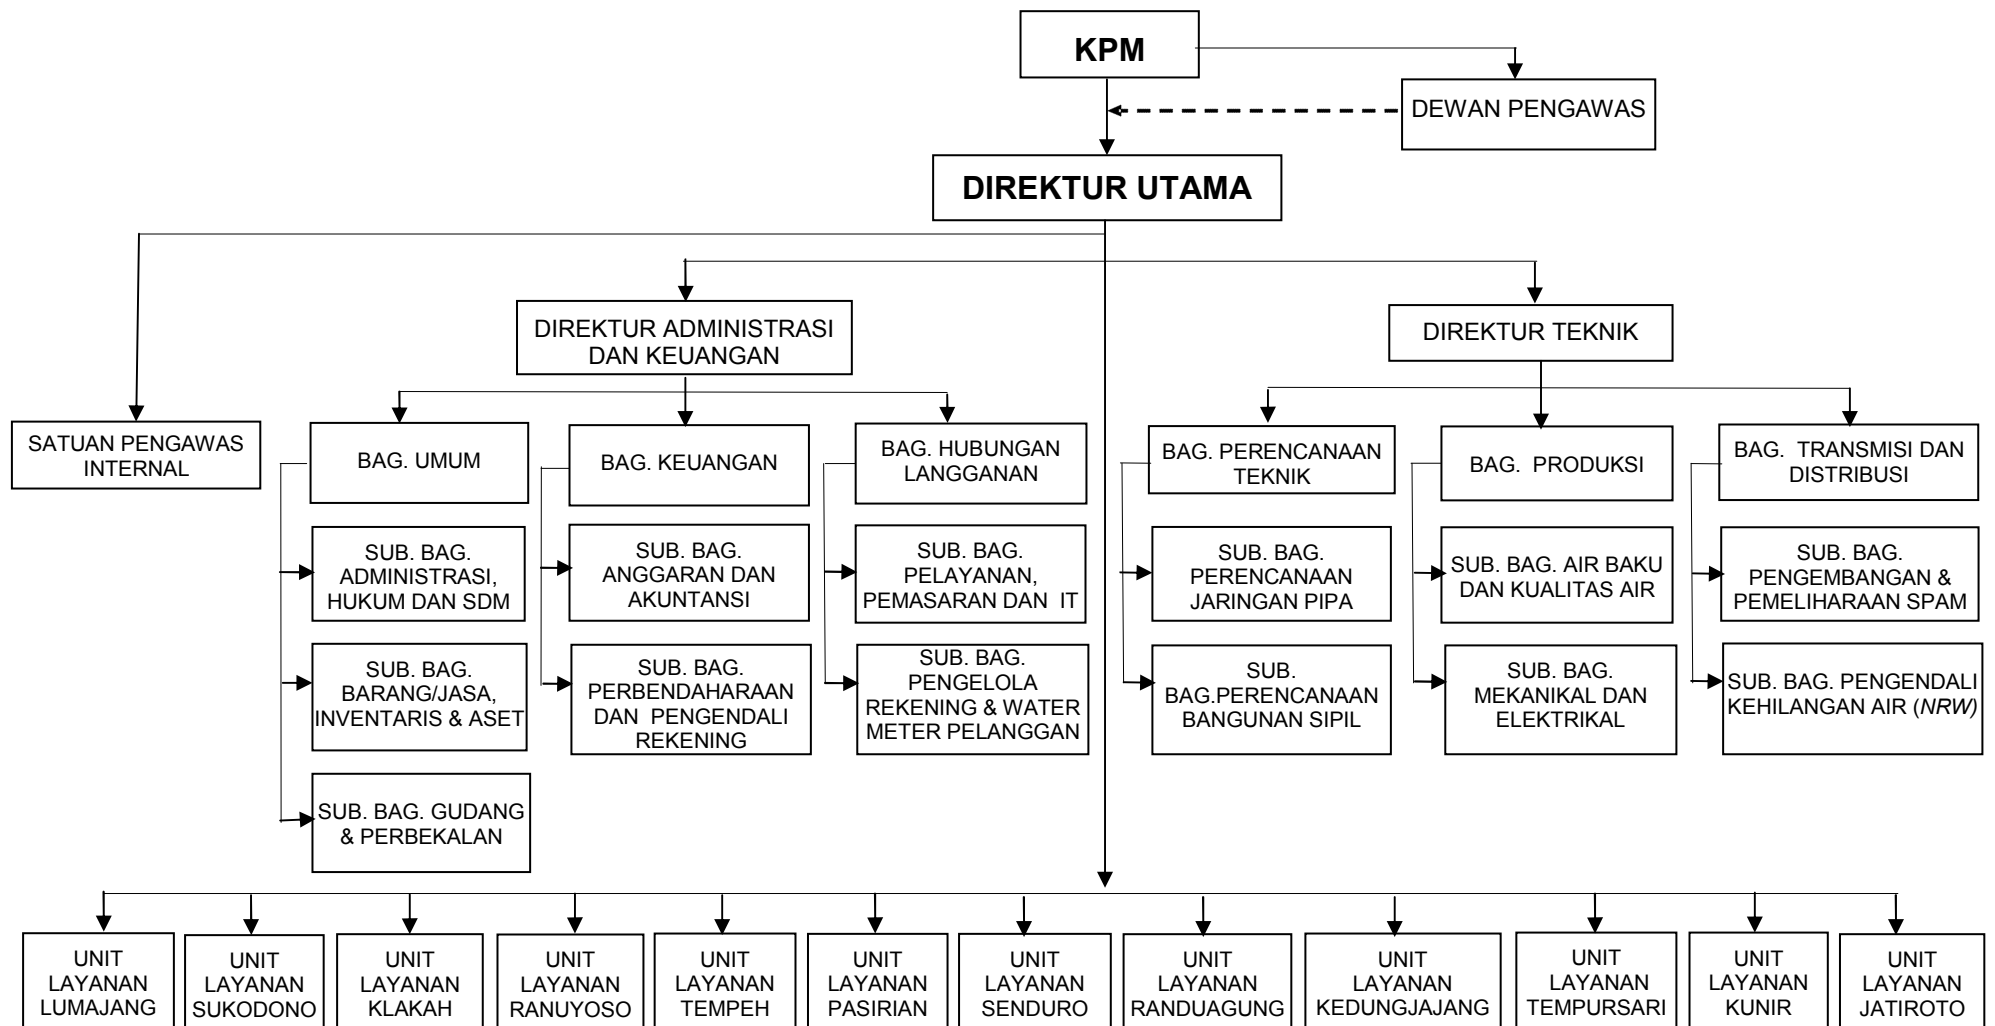 KPM
DEWAN PENGAWAS
DIREKTUR UTAMA
DIREKTUR ADMINISTRASI
DAN KEUANGAN
DIREKTUR TEKNIK
SATUAN PENGAWAS
INTERNAL
BAG. UMUM
BAG. KEUANGAN
BAG. HUBUNGAN
LANGGANAN
BAG. PERENCANAAN
TEKNIK
BAG. PRODUKSI
BAG. TRANSMISI DAN
DISTRIBUSI
SUB. BAG.
ADMINISTRASI,
HUKUM DAN SDM
SUB. BAG.
ANGGARAN DAN
AKUNTANSI
SUB. BAG.
PELAYANAN,
PEMASARAN DAN IT
SUB. BAG.
PERENCANAAN
JARINGAN PIPA
SUB. BAG. AIR BAKU
DAN KUALITAS AIR
SUB. BAG.
PENGEMBANGAN &
PEMELIHARAAN SPAM
SUB. BAG.
BARANG/JASA,
INVENTARIS & ASET
SUB. BAG.
PERBENDAHARAAN
DAN PENGENDALI
REKENING
SUB. BAG.
PENGELOLA
REKENING & WATER
METER PELANGGAN
SUB.
BAG.PERENCANAAN
BANGUNAN SIPIL
SUB. BAG.
MEKANIKAL DAN
ELEKTRIKAL
SUB. BAG. PENGENDALI
KEHILANGAN AIR (NRW)
SUB. BAG. GUDANG
& PERBEKALAN
UNIT
LAYANAN
LUMAJANG
UNIT
LAYANAN
SUKODONO
UNIT
LAYANAN
KLAKAH
UNIT
LAYANAN
RANUYOSO
UNIT
LAYANAN
TEMPEH
UNIT
LAYANAN
PASIRIAN
UNIT
LAYANAN
SENDURO
UNIT
LAYANAN
RANDUAGUNG
UNIT
LAYANAN
KEDUNGJAJANG
UNIT
LAYANAN
TEMPURSARI
UNIT
LAYANAN
KUNIR
UNIT
LAYANAN
JATIROTO